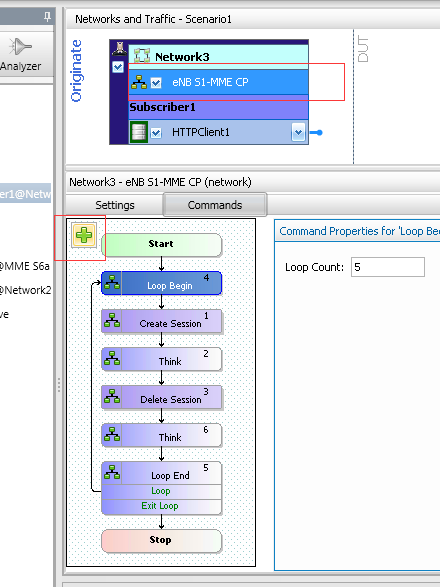 Networks and Traffic - Scenario1
Analyzer
Originate
DUT
Network3
eNB S1-MME CP
Subscriber1
HTTPClient1
Network3 - eNB S1-MME CP (network)
er1@Netw
@MME S6a
@Network2
ve
Settings
Commands
Start
Command Properties for 'Loop Beg
Loop Count: 5
4
Loop Begin
1
Create Session
2
Think
3
Delete Session
6
Think
5
Loop End
Loop
Exit Loop
Stop